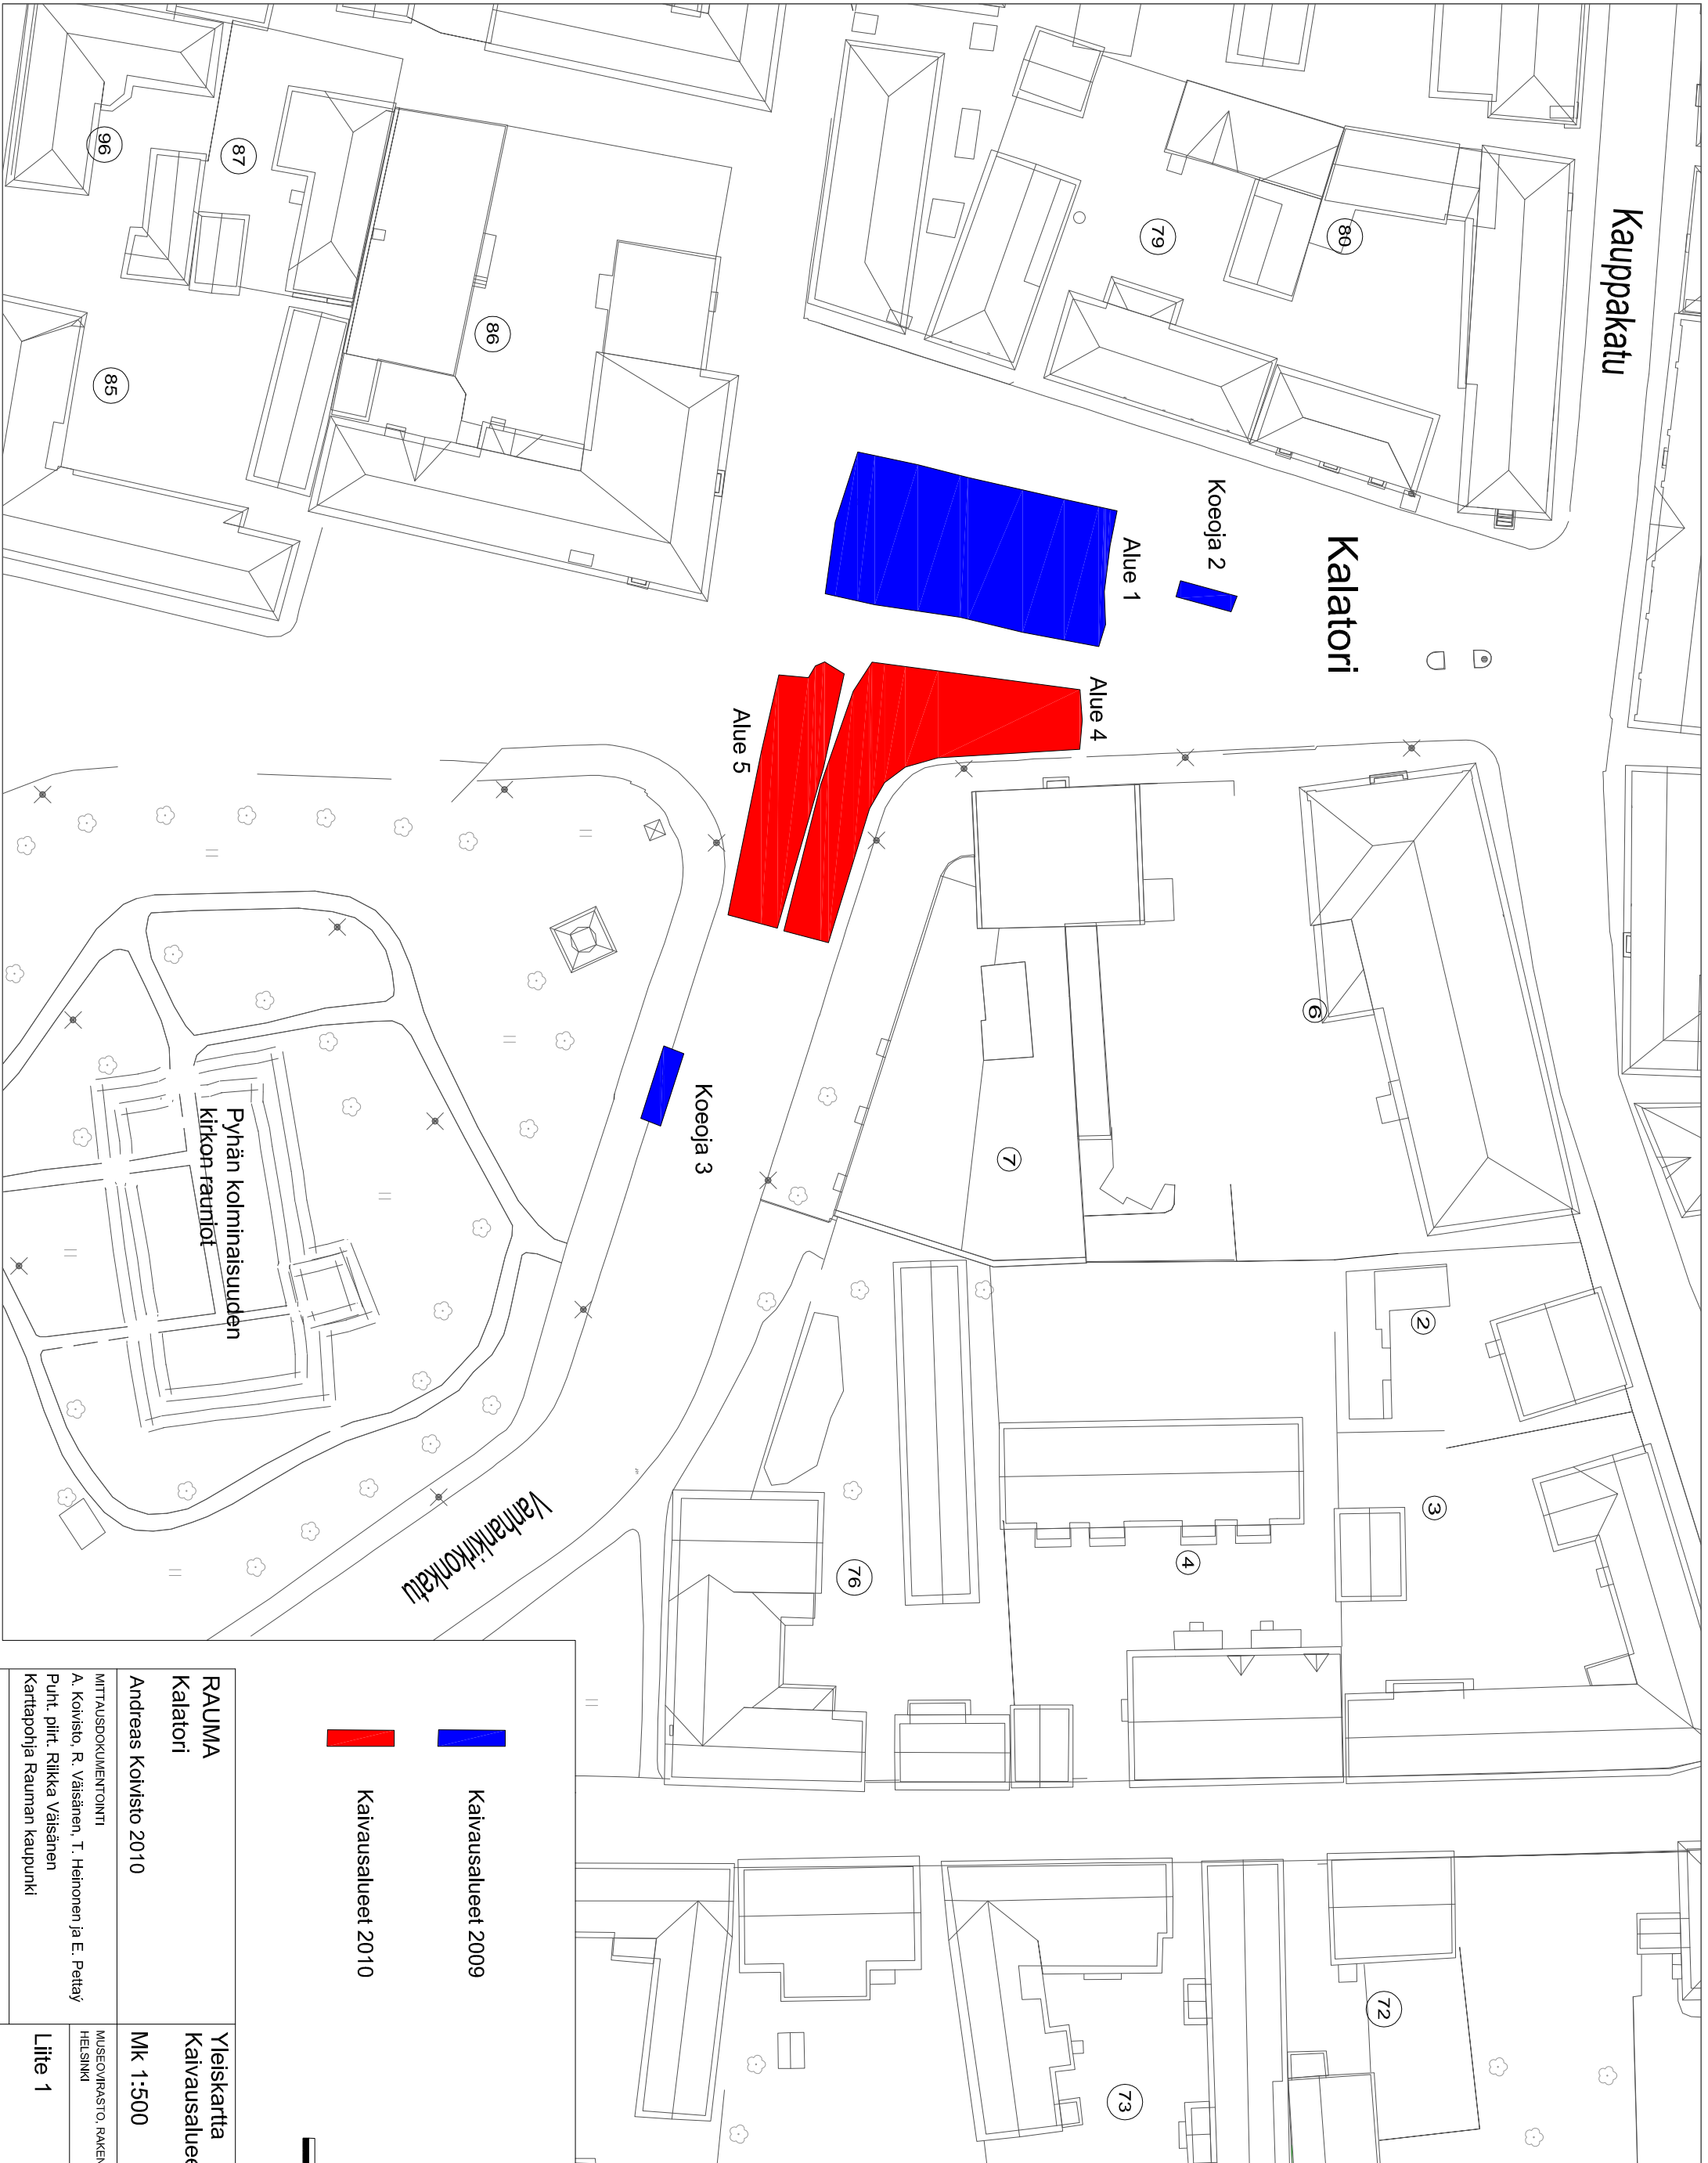 Kauppakatu
Kalatori
80
79
Koeoja 2
Alue 1
Alue 4
Alue 5
86
87
96
85
6
7
Koeoja 3
Pyhän kolminaisuuden
kirkon rauniot
2
3
4
76
Vanhankirkonkatu
72
73
Kaivausalueet 2009
Kaivausalueet 2010
RAUMA
Kalatori
Yleiskartta
Andreas Koivisto 2010
Mk 1:500
MITTAUSDOKUMENTOINTI
A. Koivisto, R. Väisänen, T. Heinonen ja E. Pettaý
Puht. piirt. Riikka Väisänen
Karttapohja Rauman kaupunki
MUSEOVIRASTO,
HELSINKI
Liite 1